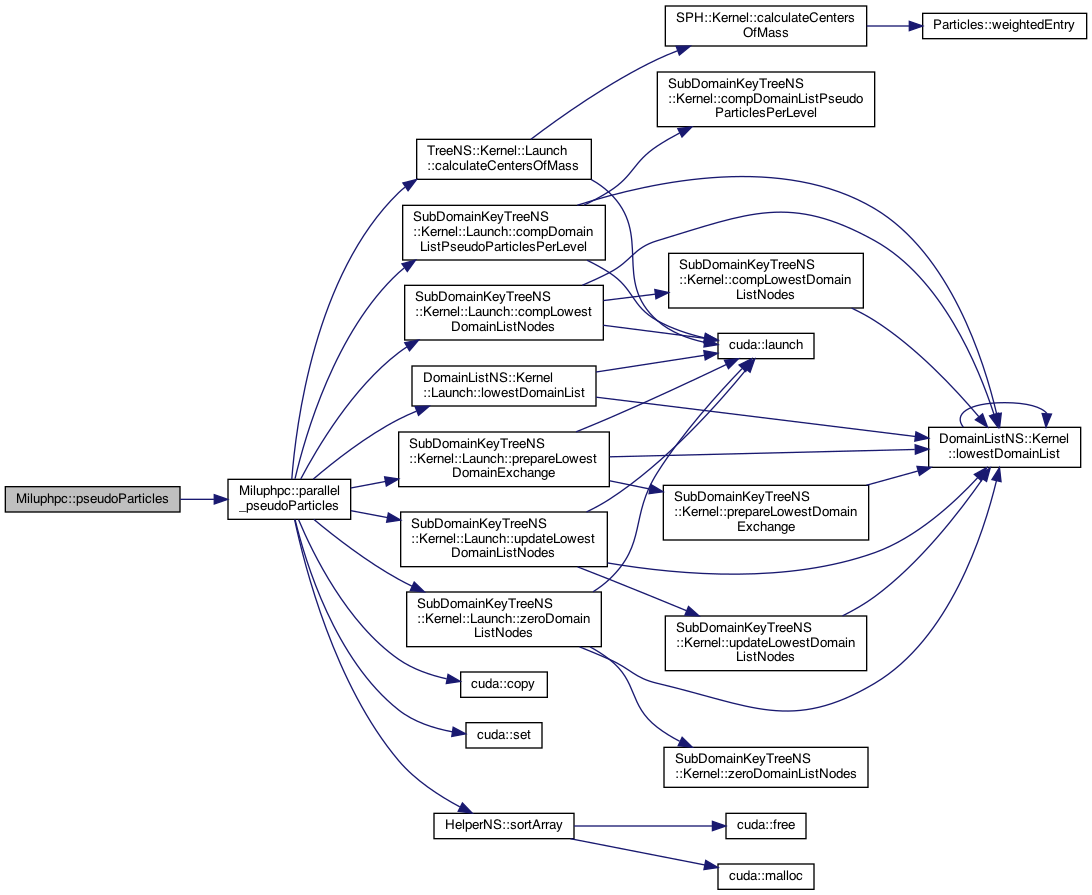 SPH::Kernel::calculateCenters
OfMass
Particles::weightedEntry
SubDomainKeyTreeNS
::Kernel::compDomainListPseudo
ParticlesPerLevel
TreeNS::Kernel::Launch
::calculateCentersOfMass
SubDomainKeyTreeNS
::Kernel::Launch::compDomain
ListPseudoParticlesPerLevel
SubDomainKeyTreeNS
::Kernel::compLowestDomain
ListNodes
SubDomainKeyTreeNS
::Kernel::Launch::compLowest
DomainListNodes
cuda::launch
DomainListNS::Kernel
::Launch::lowestDomainList
DomainListNS::Kernel
::lowestDomainList
SubDomainKeyTreeNS
::Kernel::Launch::prepareLowest
DomainExchange
Miluphpc::pseudoParticles
Miluphpc::parallel
_pseudoParticles
SubDomainKeyTreeNS
::Kernel::prepareLowestDomain
Exchange
SubDomainKeyTreeNS
::Kernel::Launch::updateLowest
DomainListNodes
SubDomainKeyTreeNS
::Kernel::Launch::zeroDomain
ListNodes
SubDomainKeyTreeNS
::Kernel::updateLowestDomain
ListNodes
cuda::copy
cuda::set
SubDomainKeyTreeNS
::Kernel::zeroDomainListNodes
HelperNS::sortArray
cuda::free
cuda::malloc